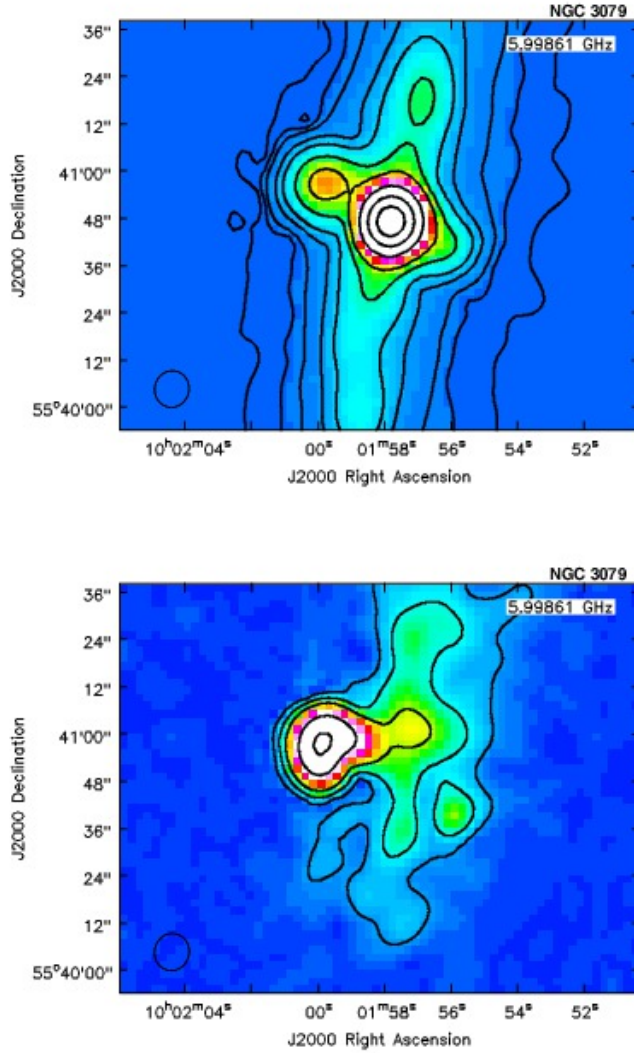 NGC 3079
5.99861 GHz
36"
24"
12"
41'00"
48"
36"
24"
12"
55°40'00"
J2000 Declination
10ʰ02ᵐ04ˢ 00ˢ 01ᵐ58ˢ 56ˢ 54ˢ 52ˢ
J2000 Right Ascension
NGC 3079
5.99861 GHz
36"
24"
12"
41'00"
48"
36"
24"
12"
55°40'00"
J2000 Declination
10ʰ02ᵐ04ˢ 00ˢ 01ᵐ58ˢ 56ˢ 54ˢ 52ˢ
J2000 Right Ascension